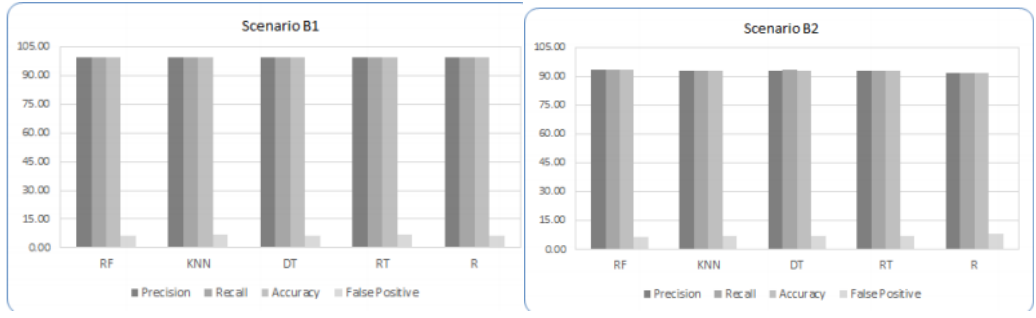 Scenario B1
105.00
90.00
75.00
60.00
45.00
30.00
15.00
0.00
RF KNN DT RT R
Precision Recall Accuracy False Positive
Scenario B2
105.00
90.00
75.00
60.00
45.00
30.00
15.00
0.00
RF KNN DT RT R
Precision Recall Accuracy False Positive